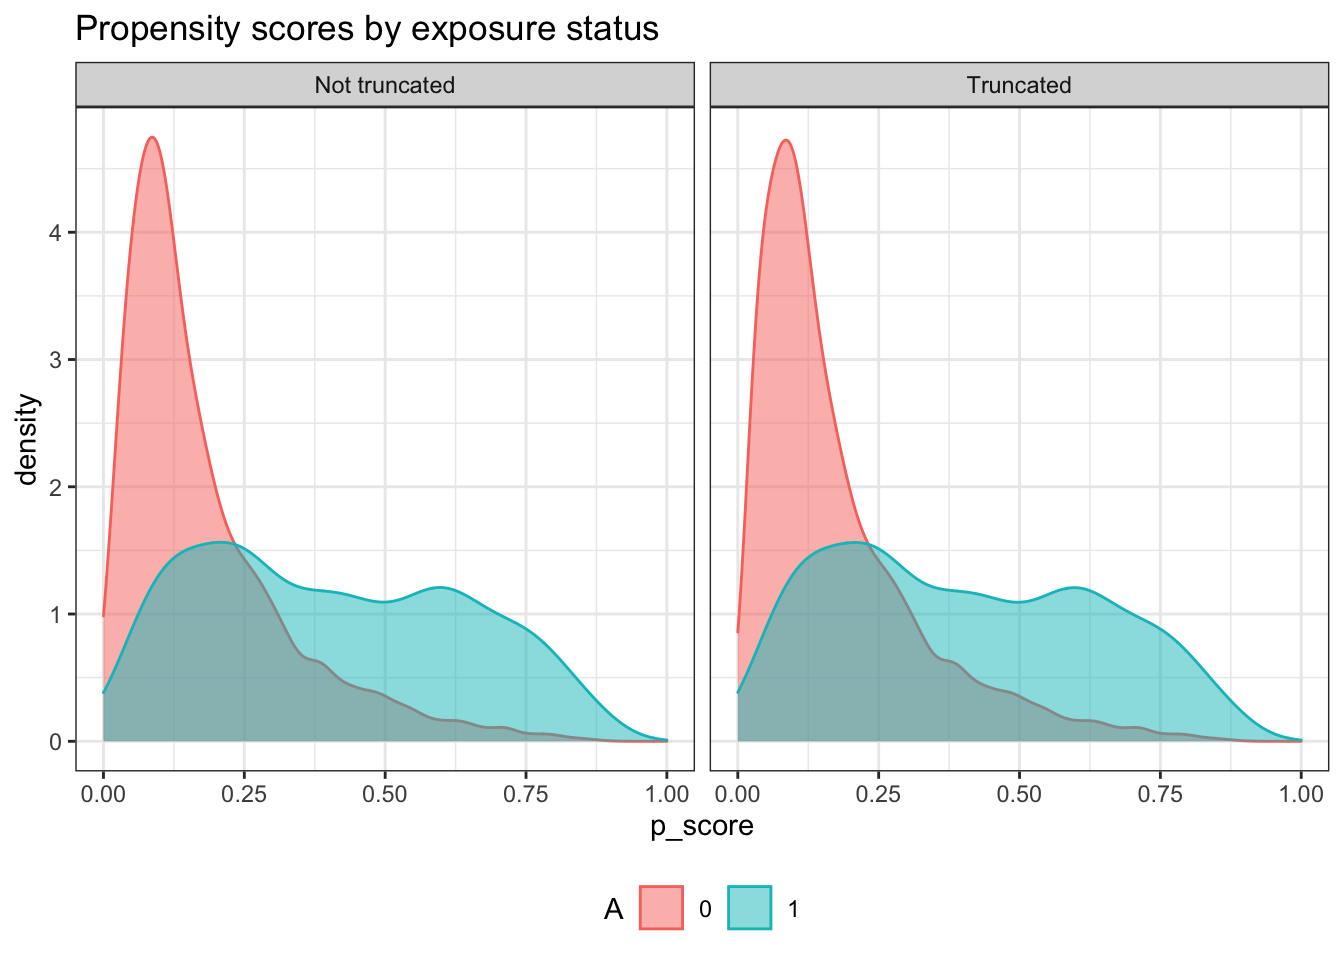 Propensity scores by exposure status
Not truncated
Truncated
density
4
3
2
1
0
0.00 0.25 0.50 0.75 1.00
0.00 0.25 0.50 0.75 1.00
p_score
A 0 1